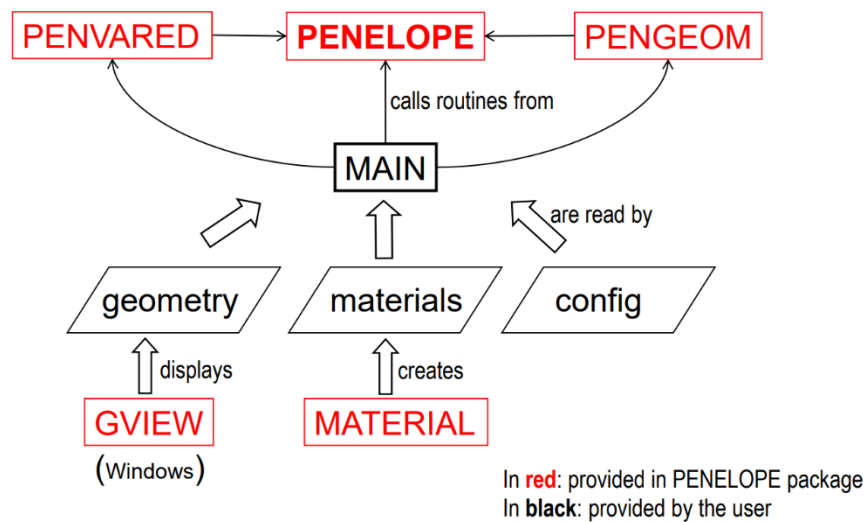 PENVARED
PENELOPE
PENGEOM
calls routines from
MAIN
are read by
geometry
materials
config
displays
creates
GVIEW
MATERIAL
(Windows)
In red: provided in PENELOPE package
In black: provided by the user